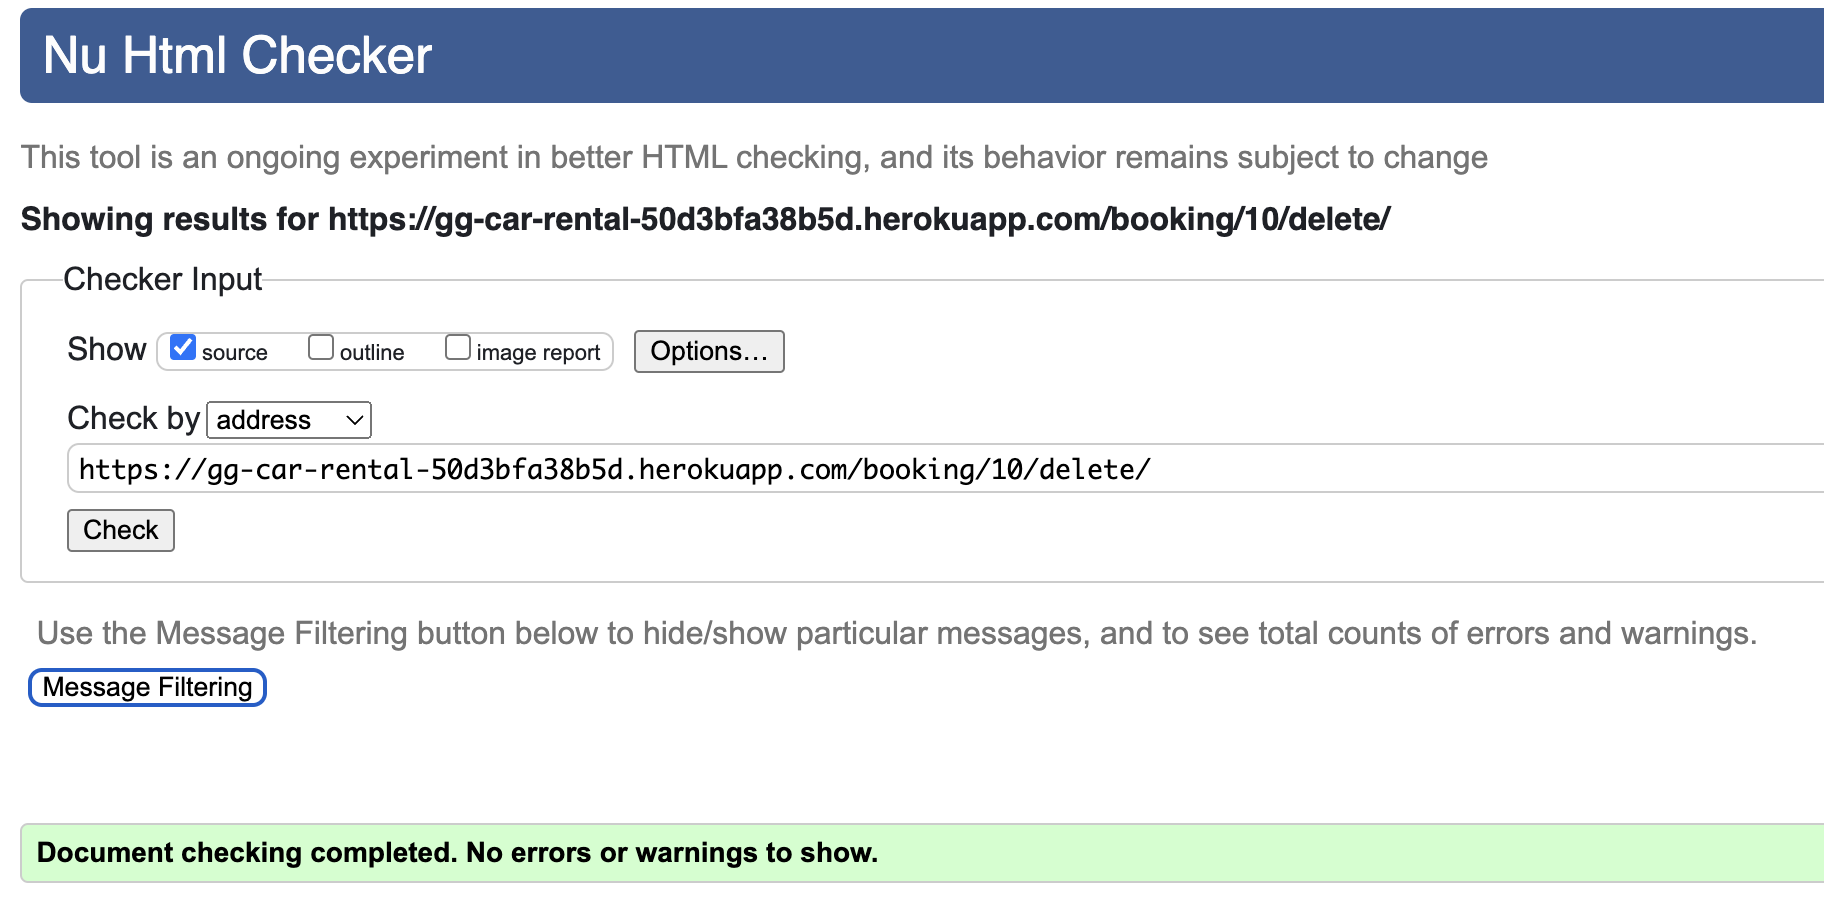 Nu Html Checker
This tool is an ongoing experiment in better HTML checking, and its behavior remains subject to change
Showing results for https://gg-car-rental-50d3bfa38b5d.herokuapp.com/booking/10/delete/
Checker Input
Show source outline image report Options…
Check by address
https://gg-car-rental-50d3bfa38b5d.herokuapp.com/booking/10/delete/
Check
Use the Message Filtering button below to hide/show particular messages, and to see total counts of errors and warnings.
Message Filtering
Document checking completed. No errors or warnings to show.